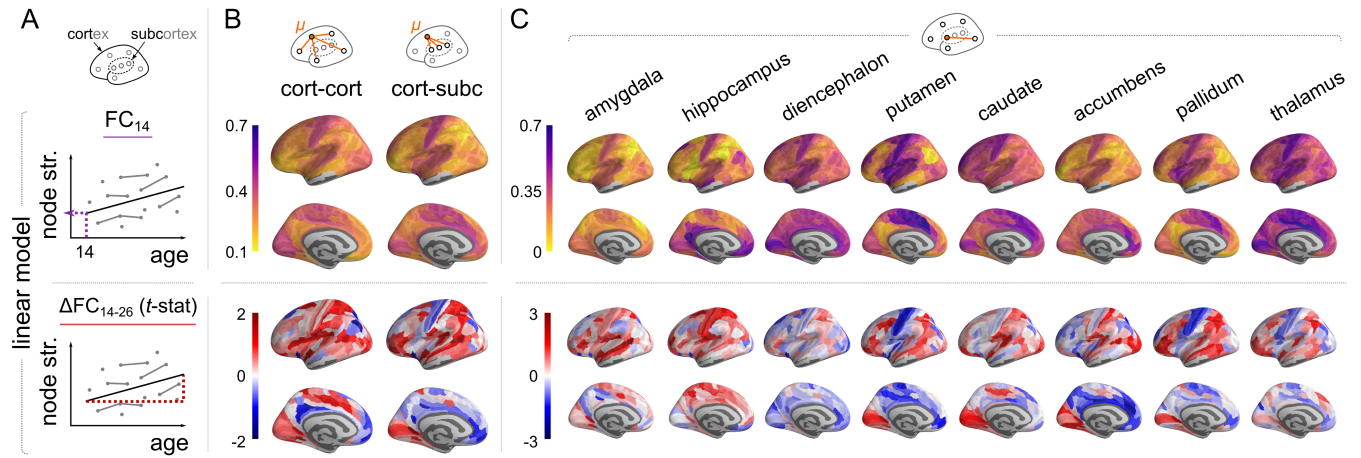 A
cortex
subcortex
linear model
FC14
node str.
14
age
ΔFC14-26 (t-stat)
node str.
age
B
μ
μ
cort-cort
cort-subc
0.7
0.4
0.1
2
0
-2
C
amygdala
hippocampus
diencephalon
putamen
caudate
accumbens
pallidum
thalamus
0.7
0.35
0
3
0
-3